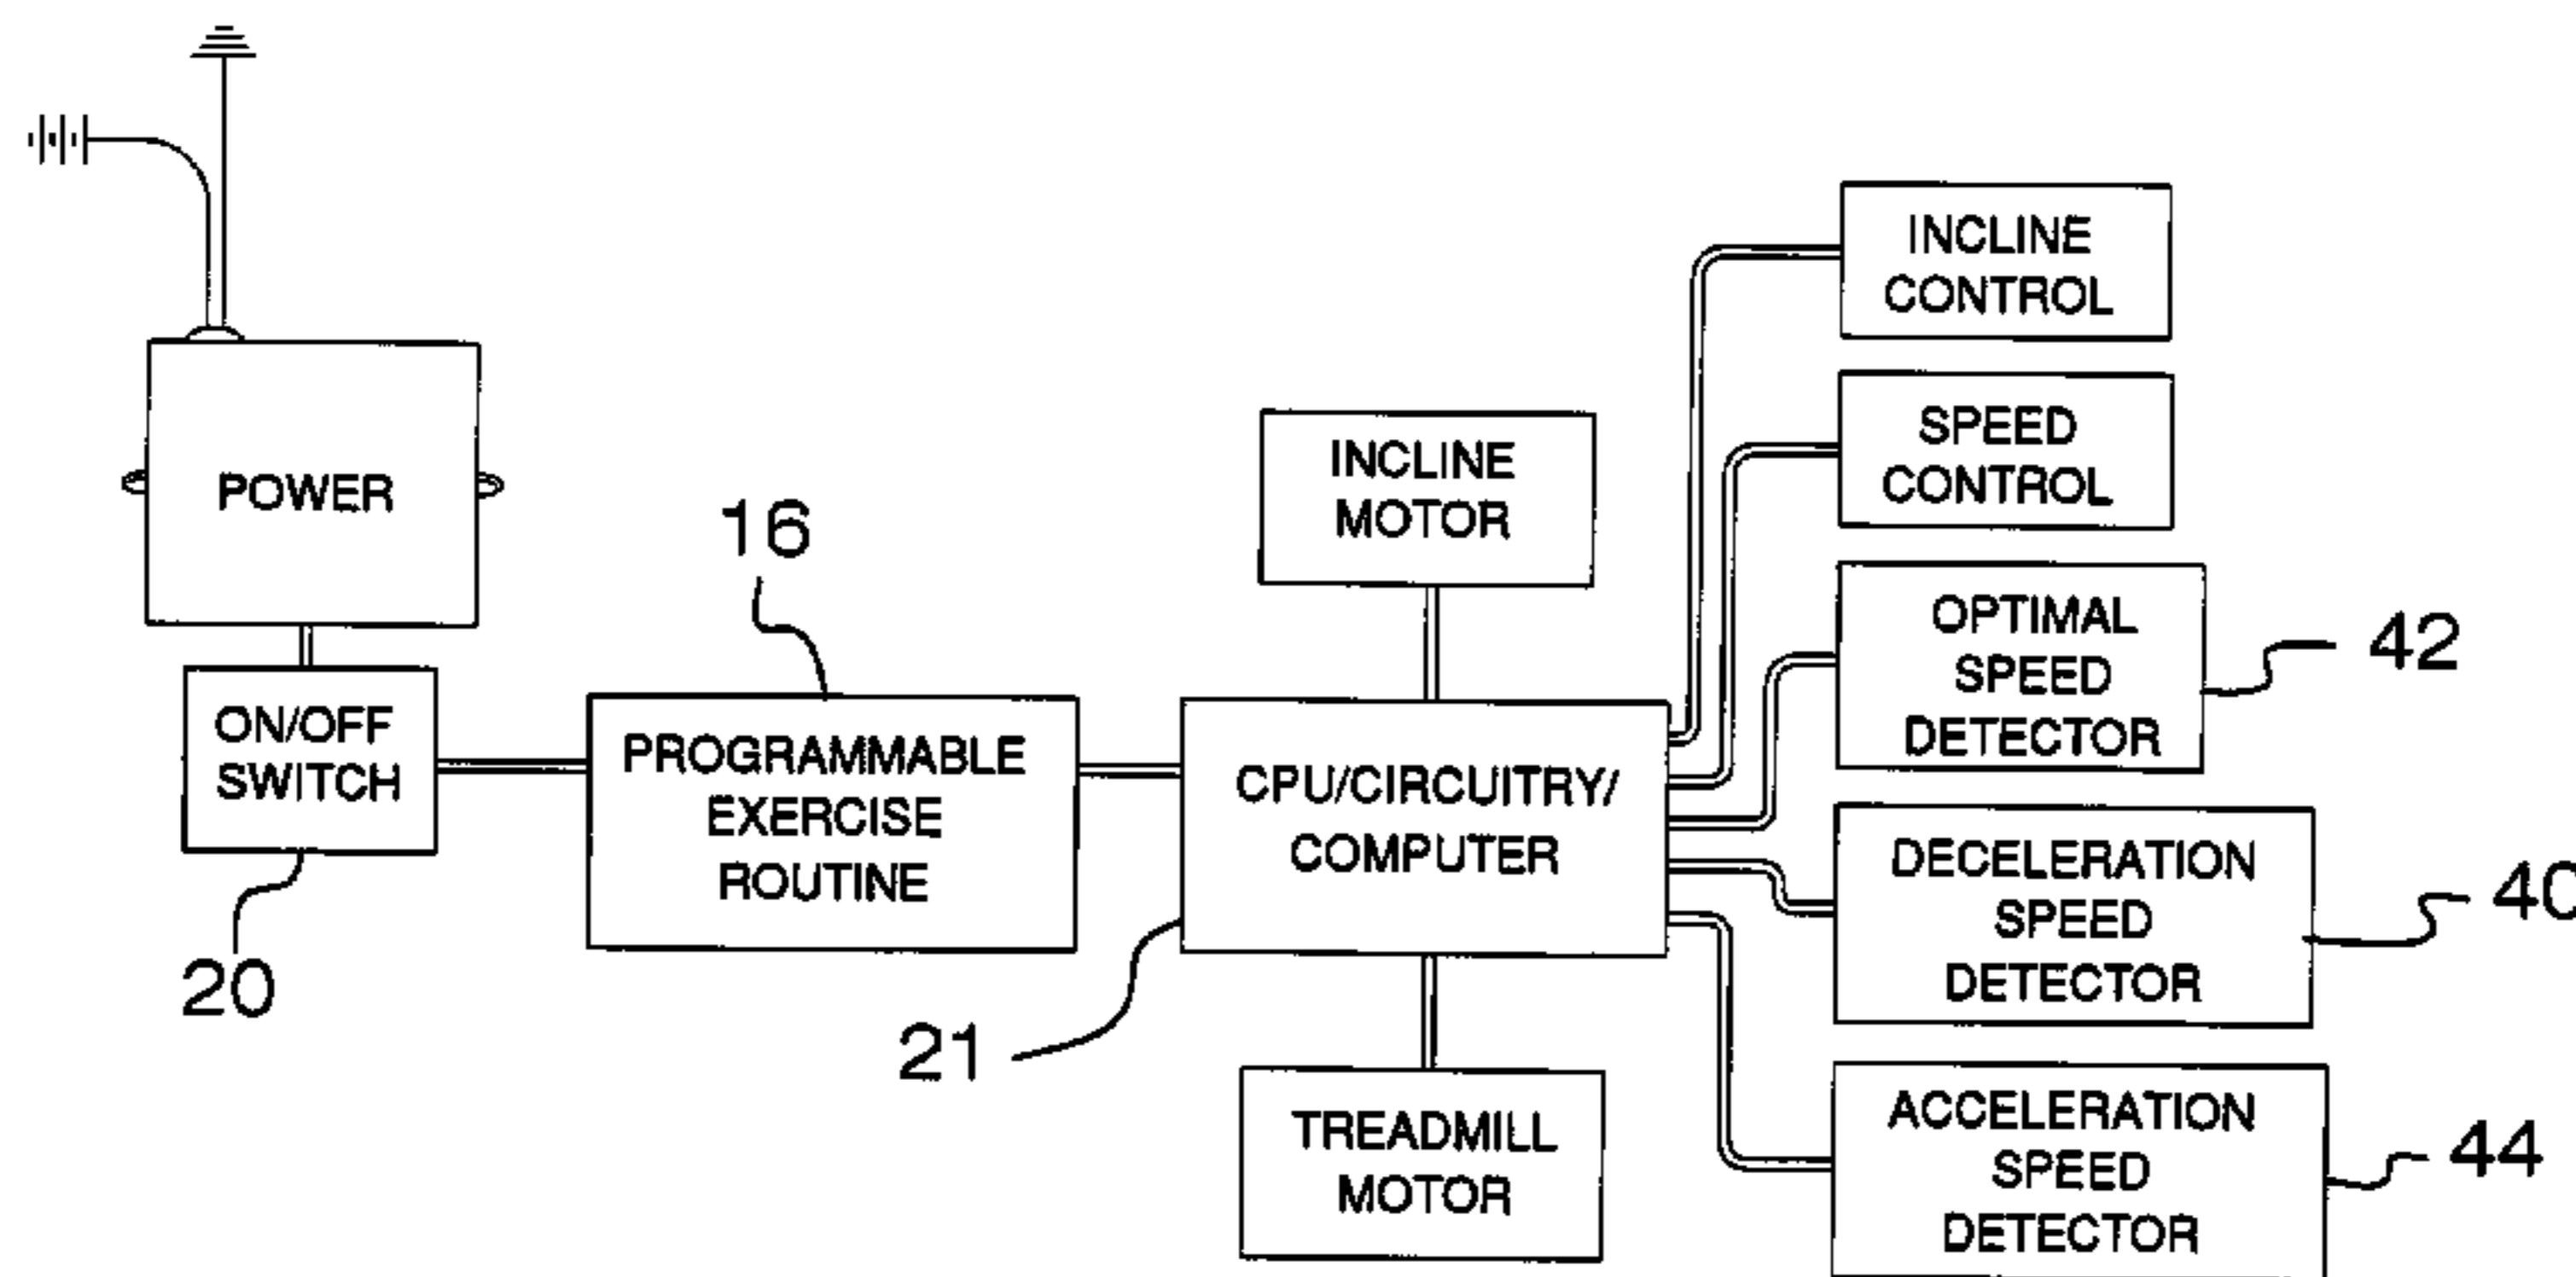 POWER
ON/OFF
SWITCH
20
16
PROGRAMMABLE
EXERCISE
ROUTINE
INCLINE
MOTOR
CPU/CIRCUITRY/
COMPUTER
21
TREADMILL
MOTOR
INCLINE
CONTROL
SPEED
CONTROL
OPTIMAL
SPEED
DETECTOR
42
DECELERATION
SPEED
DETECTOR
40
ACCELERATION
SPEED
DETECTOR
44